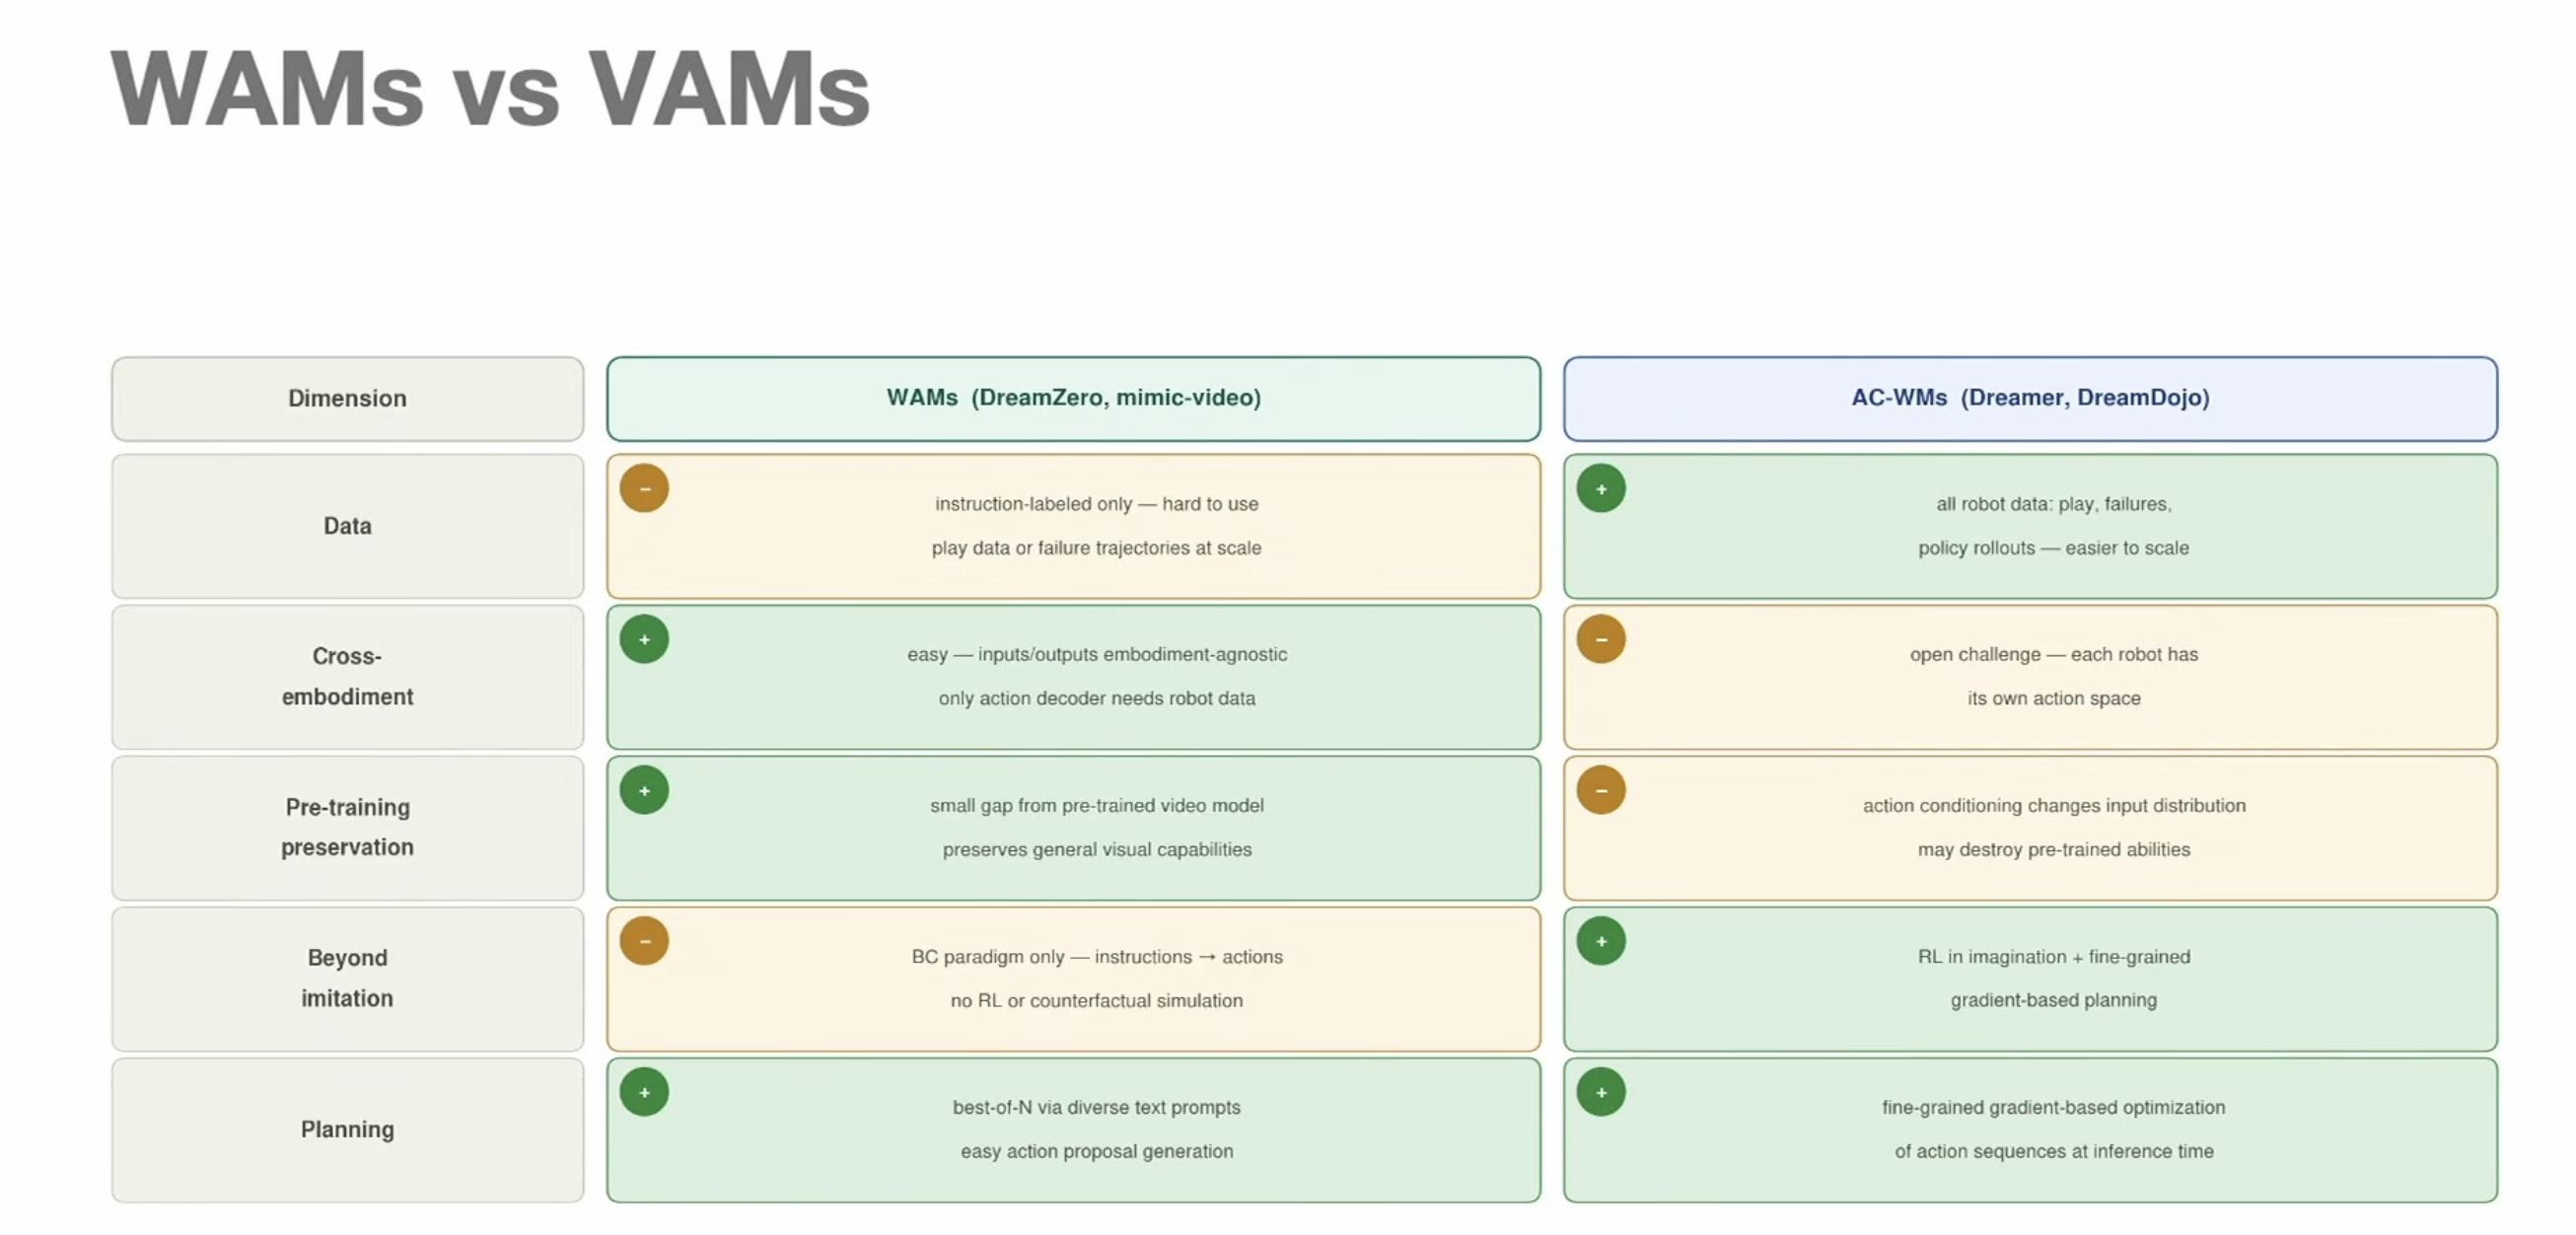 WAMs vs VAMs
Dimension
WAMs (DreamZero, mimic-video)
AC-WMs (Dreamer, DreamDojo)
Data
–
instruction-labeled only — hard to use
play data or failure trajectories at scale
+
all robot data: play, failures,
policy rollouts — easier to scale
Cross-
embodiment
+
easy — inputs/outputs embodiment-agnostic
only action decoder needs robot data
–
open challenge — each robot has
its own action space
Pre-training
preservation
+
small gap from pre-trained video model
preserves general visual capabilities
–
action conditioning changes input distribution
may destroy pre-trained abilities
Beyond
imitation
–
BC paradigm only — instructions → actions
no RL or counterfactual simulation
+
RL in imagination + fine-grained
gradient-based planning
Planning
+
best-of-N via diverse text prompts
easy action proposal generation
+
fine-grained gradient-based optimization
of action sequences at inference time